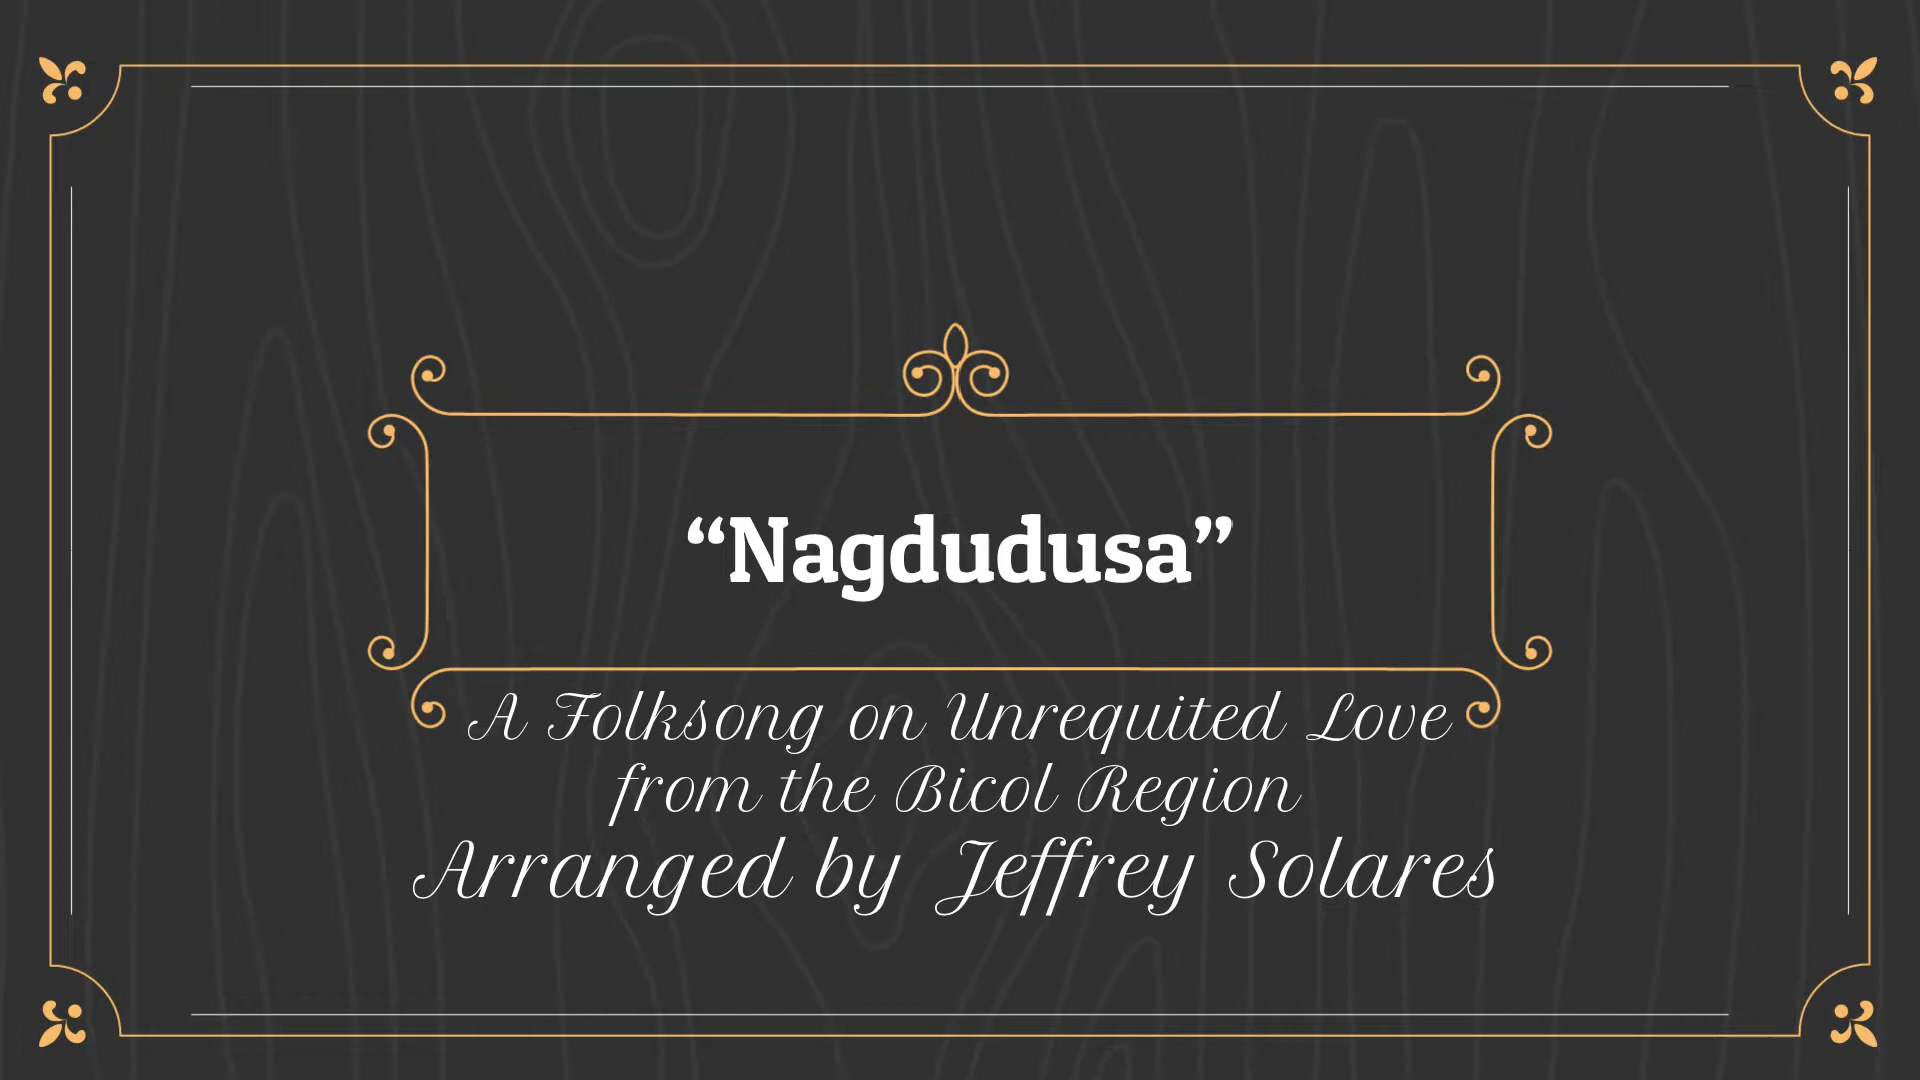 “Nagdudusa”
A Folksong on Unrequited Love
from the Bicol Region
Arranged by Jeffrey Solares